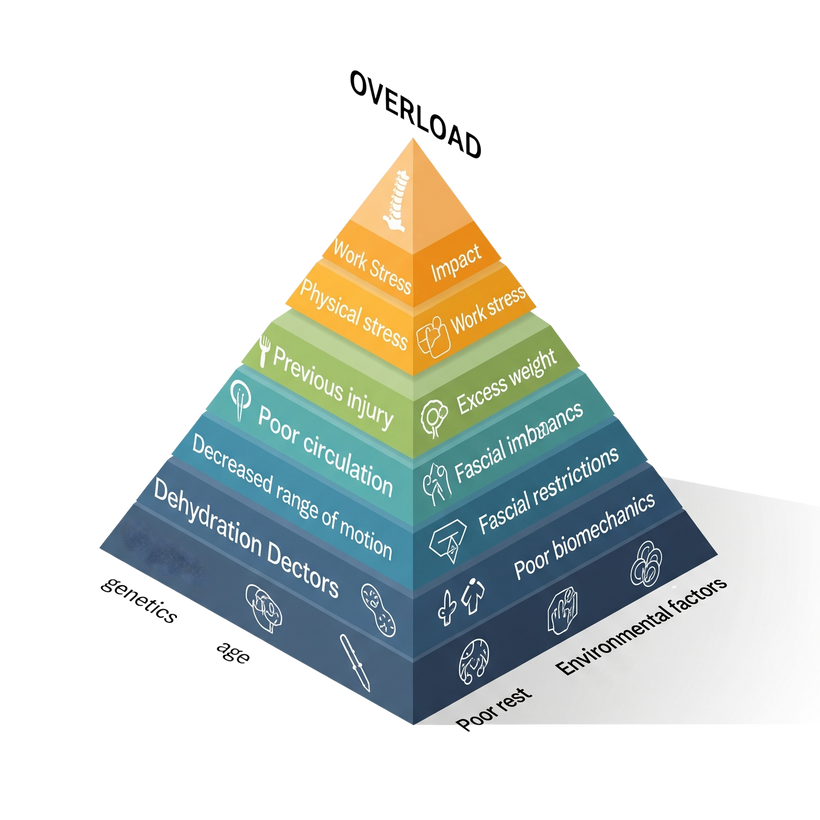 OVERLOAD
Work Stress
Impact
Physical stress
Work stress
Previous injury
Excess weight
Poor circulation
Fascial
Decreased range of motion
Fascial restrictions
Dehydration Dectors
Poor biomechanics
genetics
age
Poor rest
Environmental factors